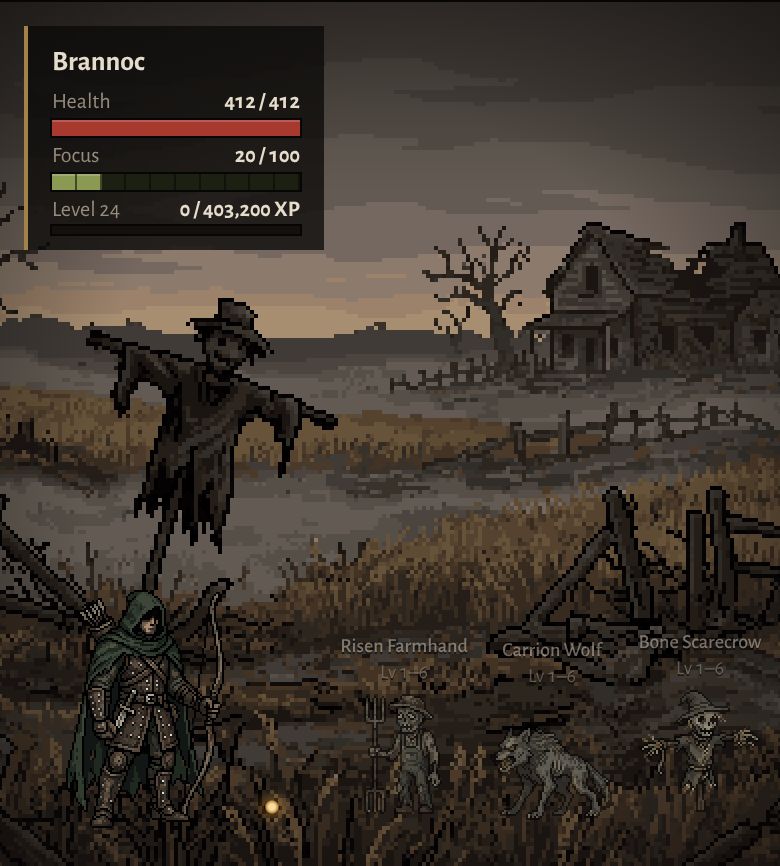 Brannoc
Health 412 / 412
Focus 20 / 100
Level 24 0 / 403,200 XP
Risen Farmhand
Lv 1–6
Carrion Wolf
Lv 1–6
Bone Scarecrow
Lv 1–6